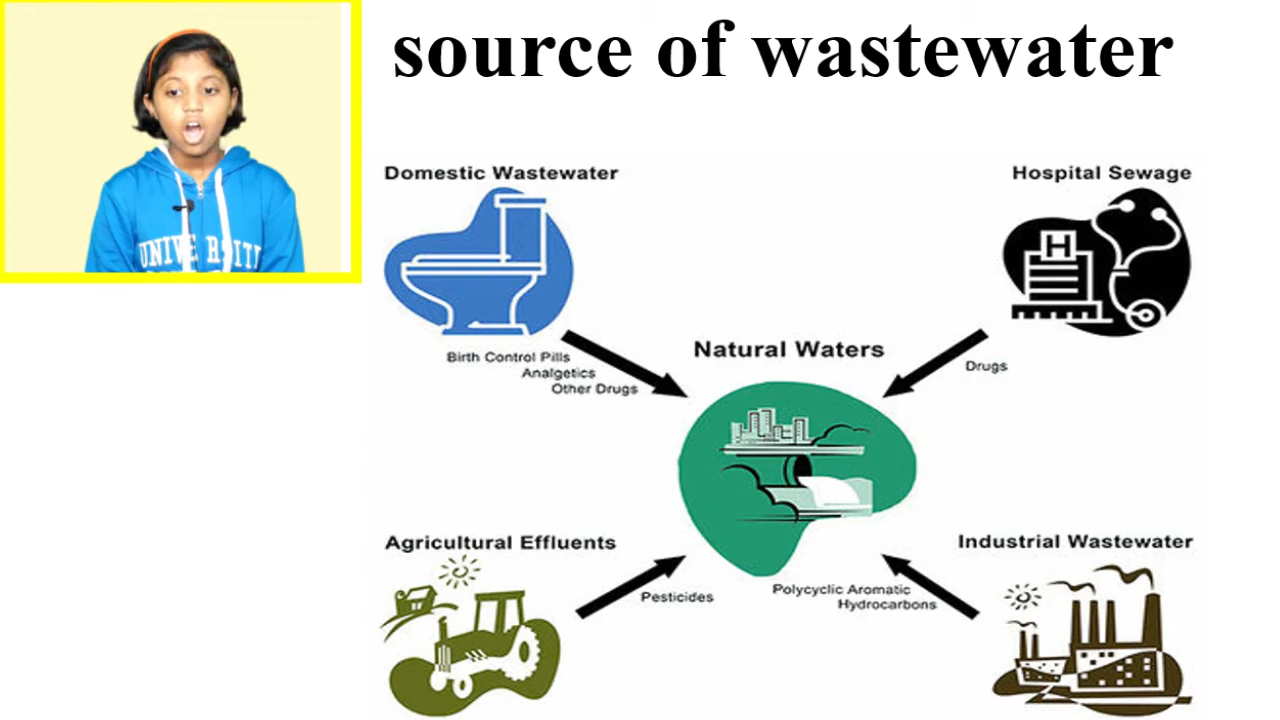 source of wastewater
Domestic Wastewater
Hospital Sewage
Birth Control Pills
Analgetics
Other Drugs
Natural Waters
Drugs
Agricultural Effluents
Pesticides
Polycyclic Aromatic
Hydrocarbons
Industrial Wastewater
H